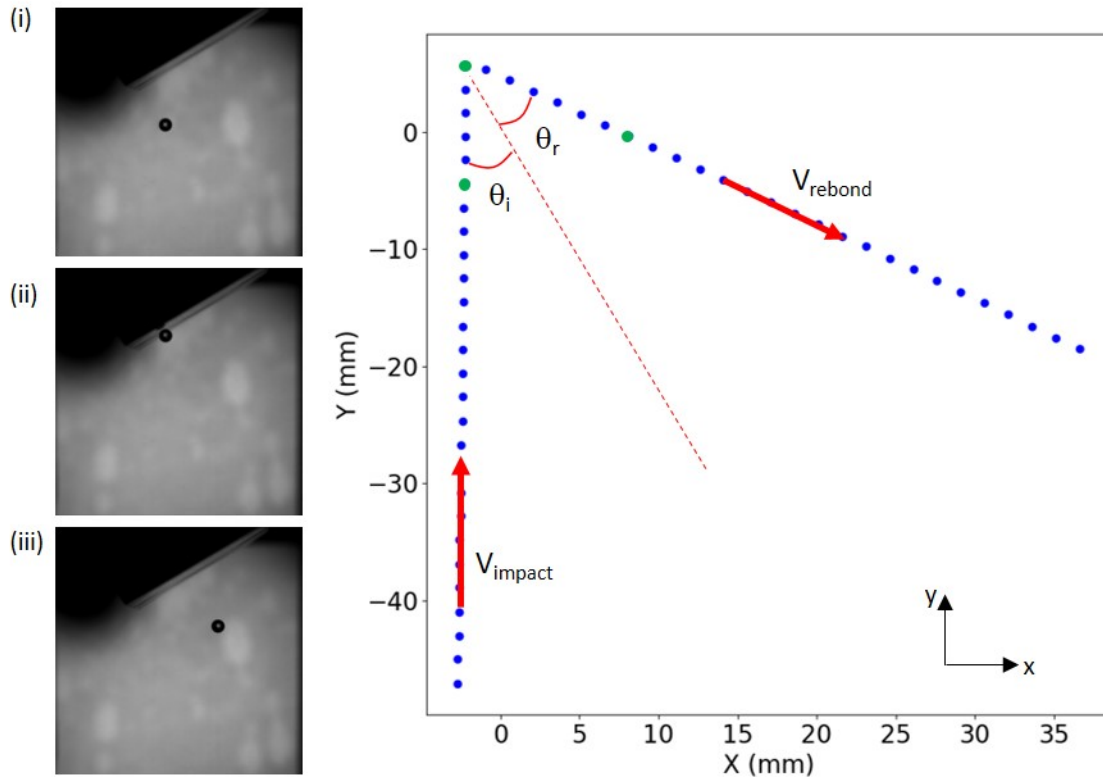 (i)
(ii)
(iii)
θr
θi
Vrebond
Vimpact
y
x
Y (mm)
0
−10
−20
−30
−40
0 5 10 15 20 25 30 35
X (mm)